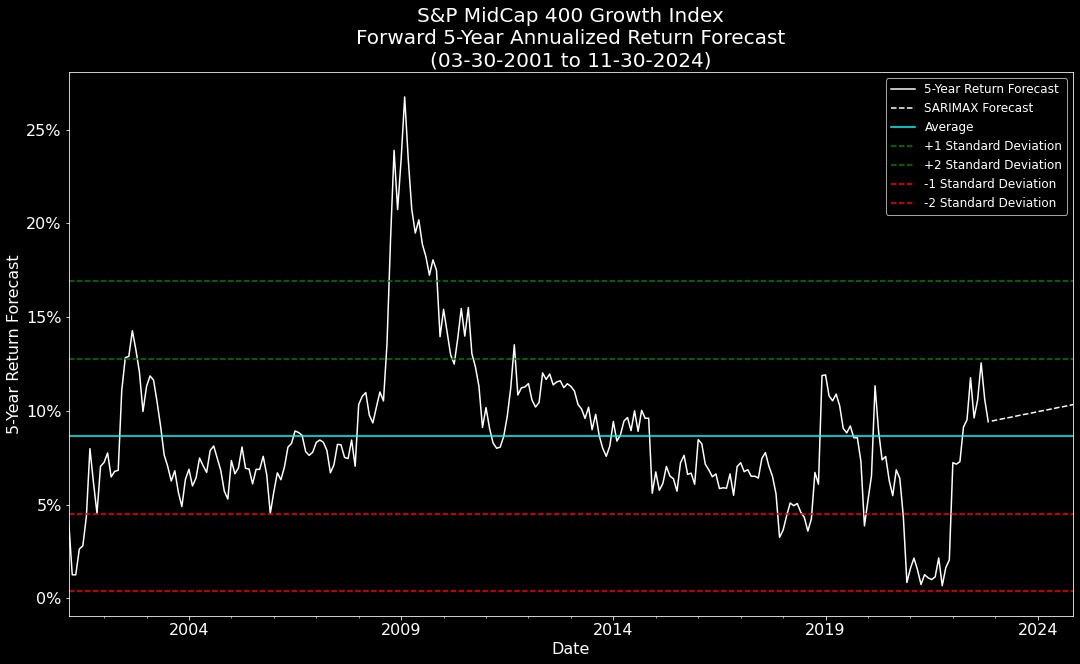 S&P MidCap 400 Growth Index
Forward 5-Year Annualized Return Forecast
(03-30-2001 to 11-30-2024)
5-Year Return Forecast
SARIMAX Forecast
Average
+1 Standard Deviation
+2 Standard Deviation
-1 Standard Deviation
-2 Standard Deviation
25%
20%
15%
10%
5%
0%
5-Year Return Forecast
2004
2009
2014
2019
2024
Date